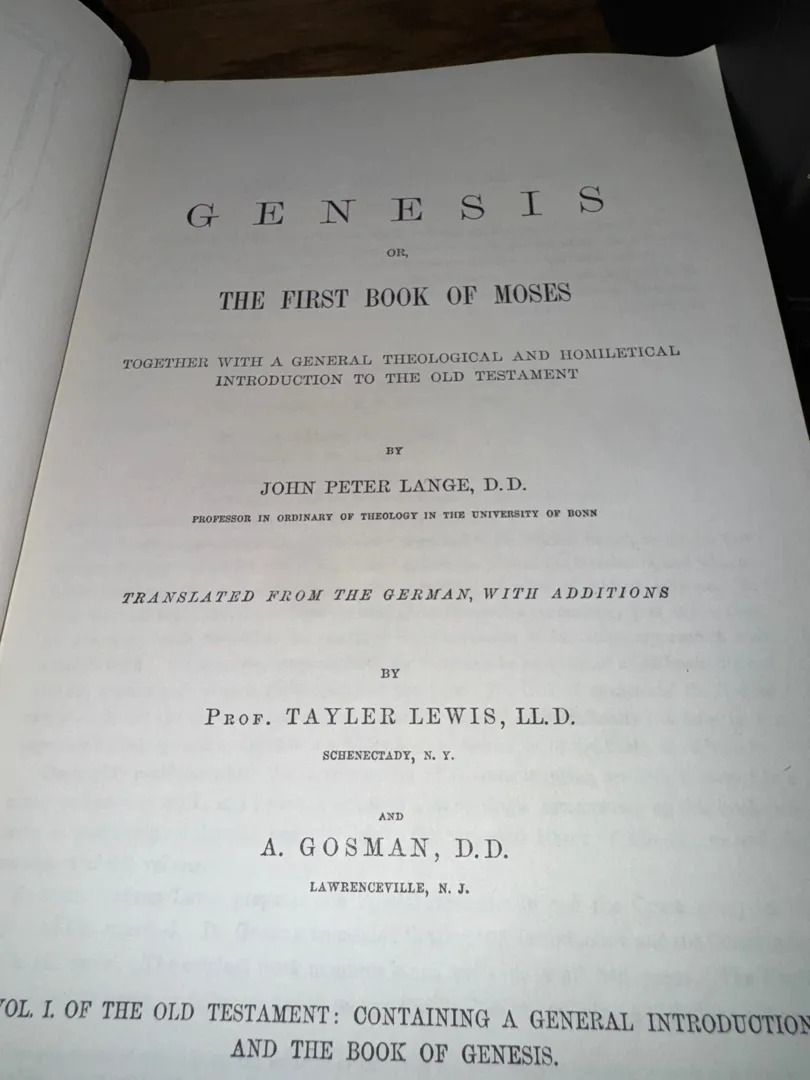 GENESIS
OR,
THE FIRST BOOK OF MOSES
TOGETHER WITH A GENERAL THEOLOGICAL AND HOMILETICAL
INTRODUCTION TO THE OLD TESTAMENT
BY
JOHN PETER LANGE, D.D.
PROFESSOR IN ORDINARY OF THEOLOGY IN THE UNIVERSITY OF BONN
TRANSLATED FROM THE GERMAN, WITH ADDITIONS
BY
PROF. TAYLER LEWIS, LL.D.
SCHENECTADY, N. Y.
AND
A. GOSMAN, D.D.
LAWRENCEVILLE, N. J.
VOL. I. OF THE OLD TESTAMENT: CONTAINING A GENERAL INTRODUCTION
AND THE BOOK OF GENESIS.